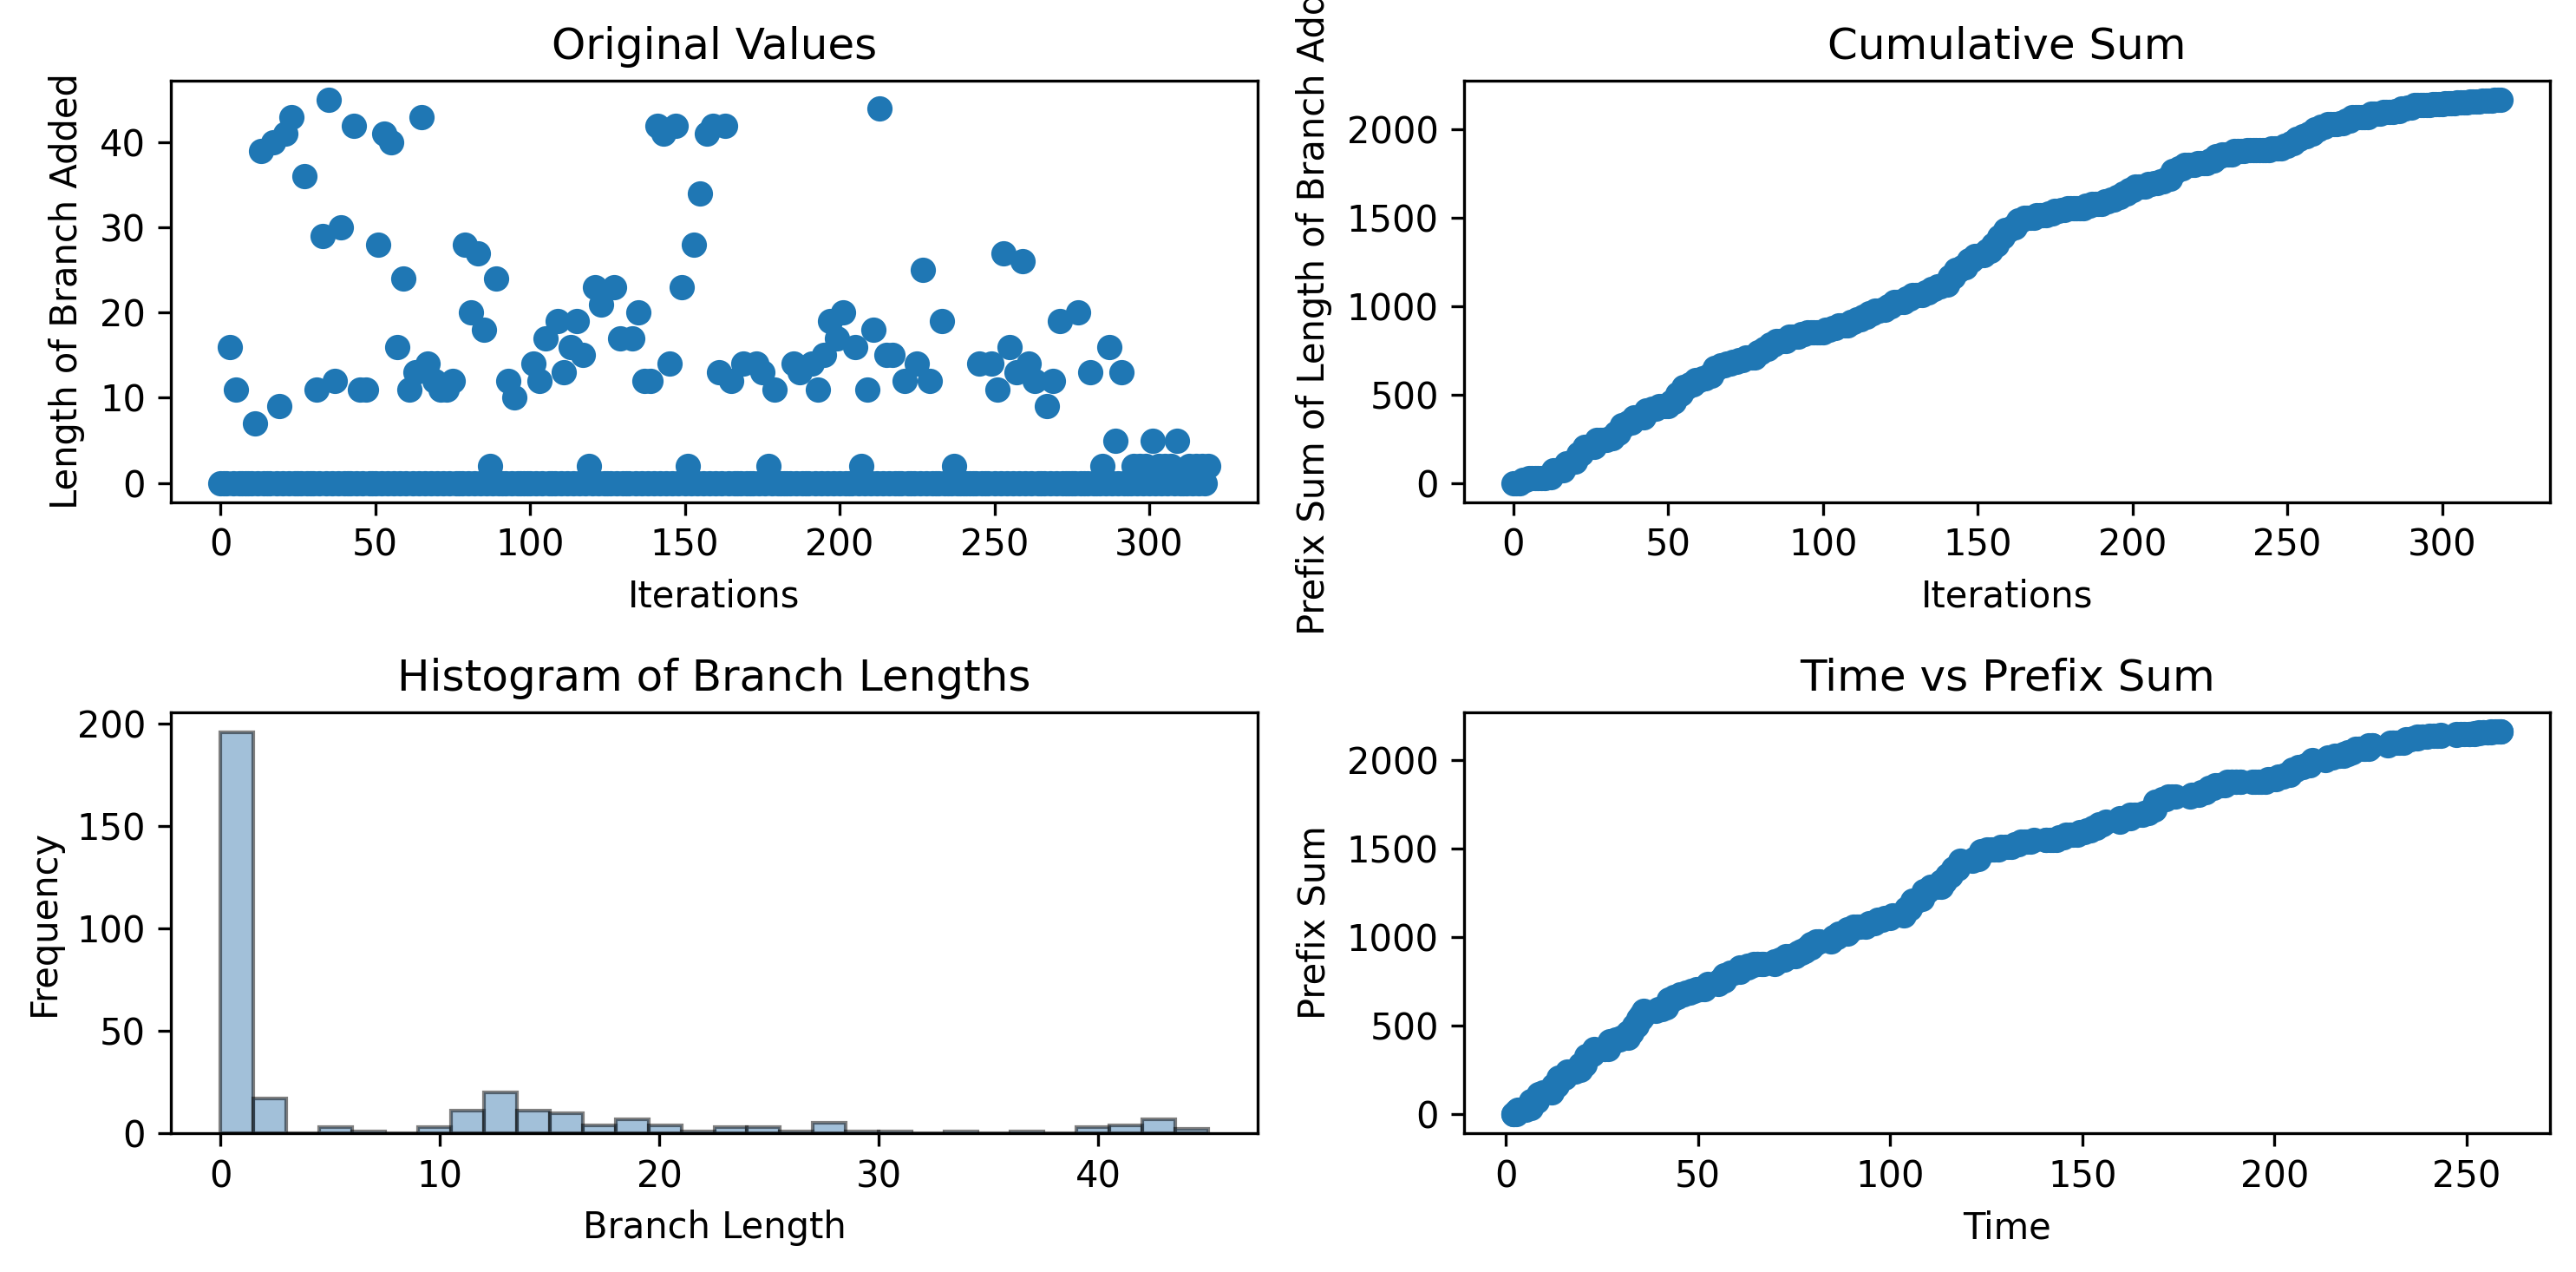 Original Values
Length of Branch Added
40
30
20
10
0
0 50 100 150 200 250 300
Iterations
Cumulative Sum
Prefix Sum of Length of Branch
2000
1500
1000
500
0
0 50 100 150 200 250 300
Iterations
Histogram of Branch Lengths
Frequency
200
150
100
50
0
0 10 20 30 40
Branch Length
Time vs Prefix Sum
Prefix Sum
2000
1500
1000
500
0
0 50 100 150 200 250
Time